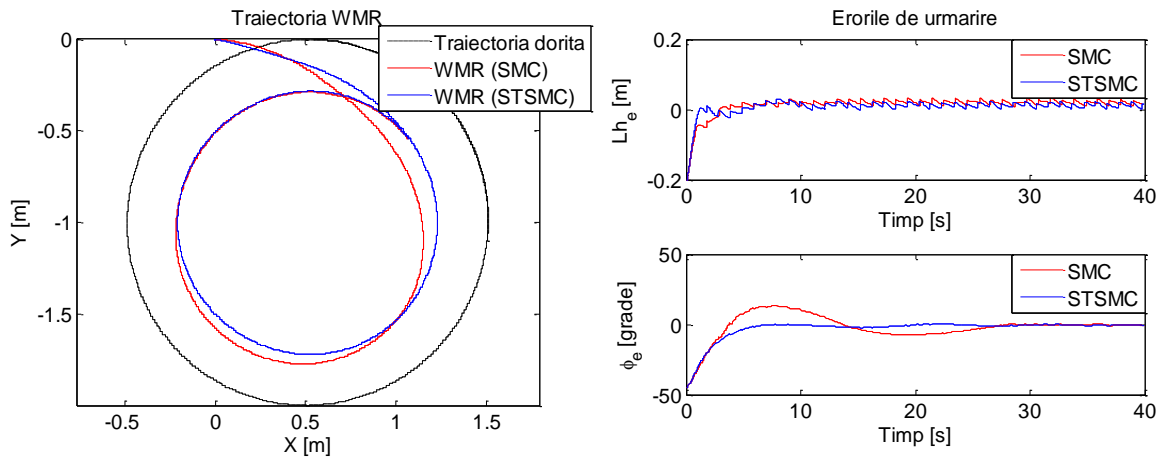 Traiectoria WMR
Traiectoria dorita
WMR (SMC)
WMR (STSMC)
0
-0.5
-1
-1.5
Y [m]
-0.5
0
0.5
1
1.5
X [m]
Erorile de urmarire
SMC
STSMC
0.2
0
-0.2
Lh_e [m]
0
10
20
30
40
Timp [s]
SMC
STSMC
50
0
-50
ϕ_e [grade]
0
10
20
30
40
Timp [s]